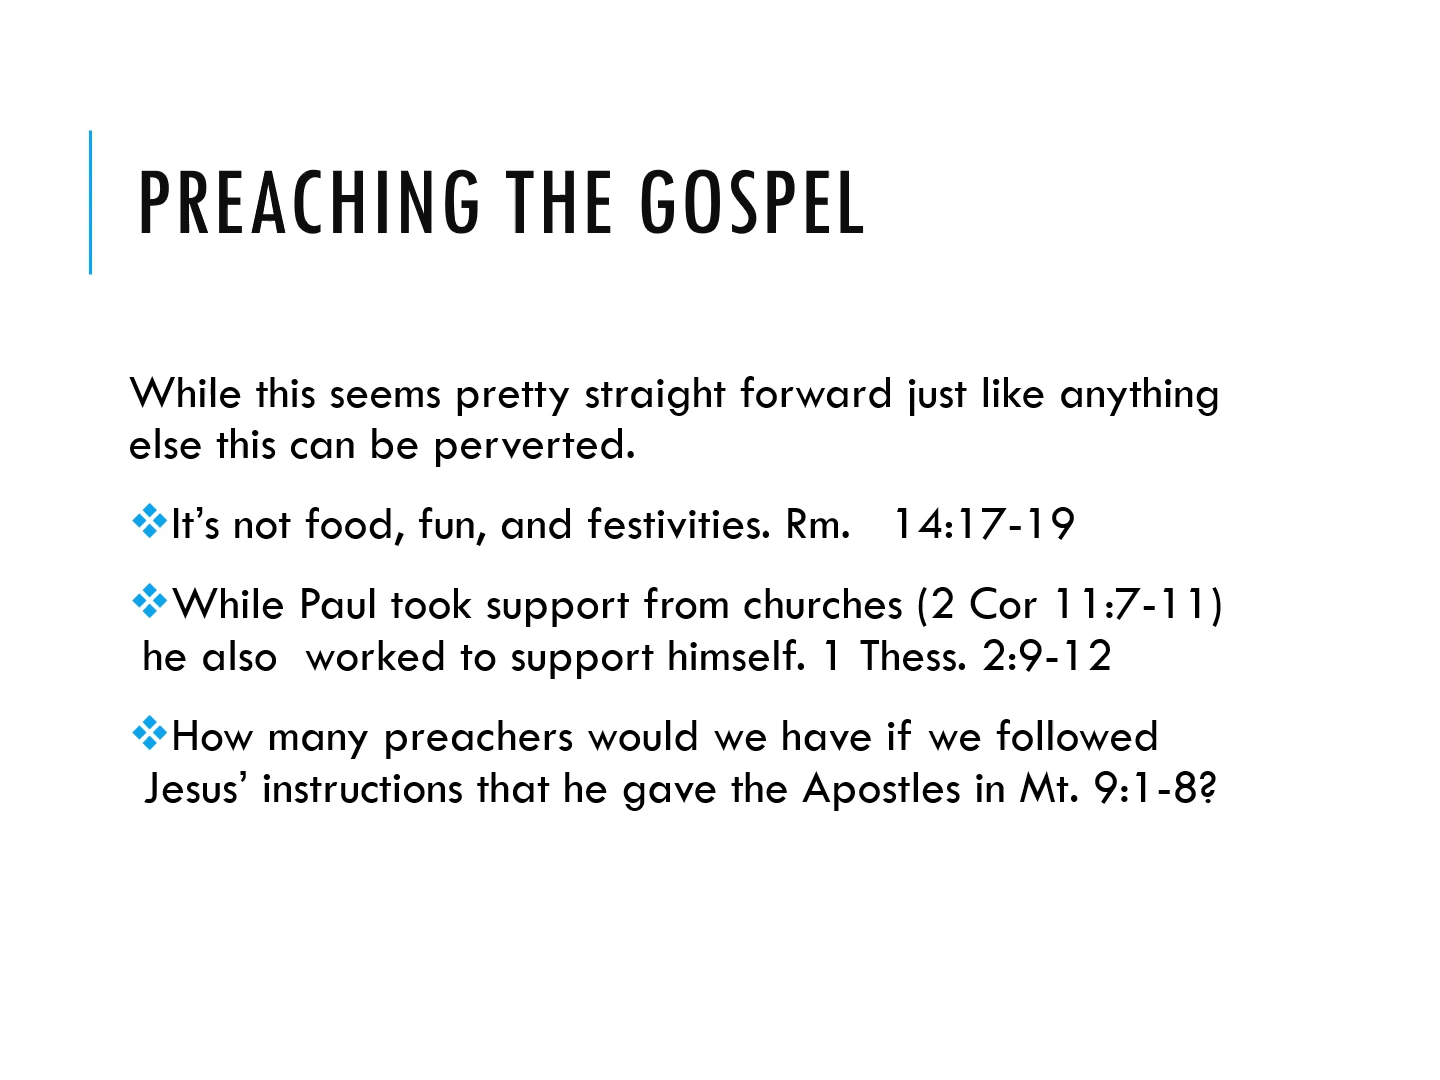 PREACHING THE GOSPEL
While this seems pretty straight forward just like anything
else this can be perverted.
❖It’s not food, fun, and festivities. Rm.   14:17-19
❖While Paul took support from churches (2 Cor 11:7-11)
he also  worked to support himself. 1 Thess. 2:9-12
❖How many preachers would we have if we followed
Jesus’ instructions that he gave the Apostles in Mt. 9:1-8?